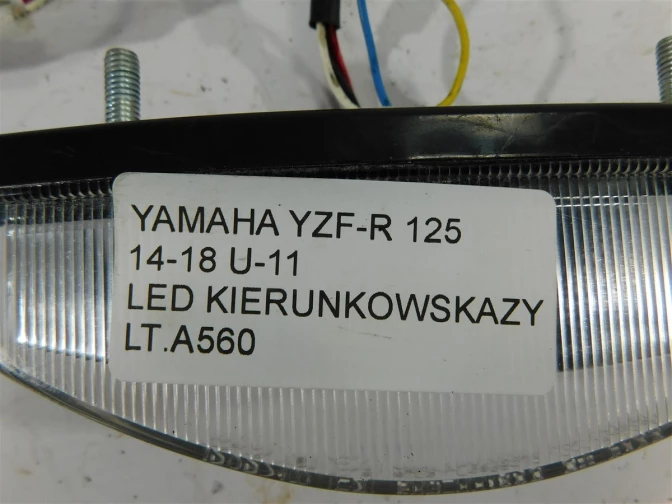 YAMAHA YZF-R 125
14-18 U-11
LED KIERUNKOWSKAZY
LT.A560